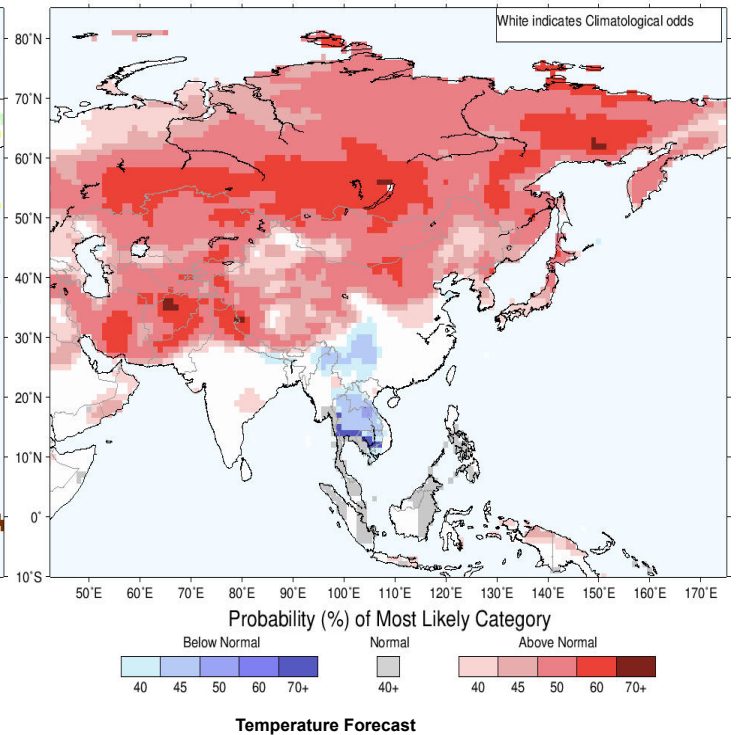 White indicates Climatological odds
80˚N
70˚N
60˚N
50˚N
40˚N
30˚N
20˚N
10˚N
0˚
10˚S
50˚E 60˚E 70˚E 80˚E 90˚E 100˚E 110˚E 120˚E 130˚E 140˚E 150˚E 160˚E 170˚E
Probability (%) of Most Likely Category
Below Normal Normal Above Normal
40 45 50 60 70+ 40+ 40 45 50 60 70+
Temperature Forecast